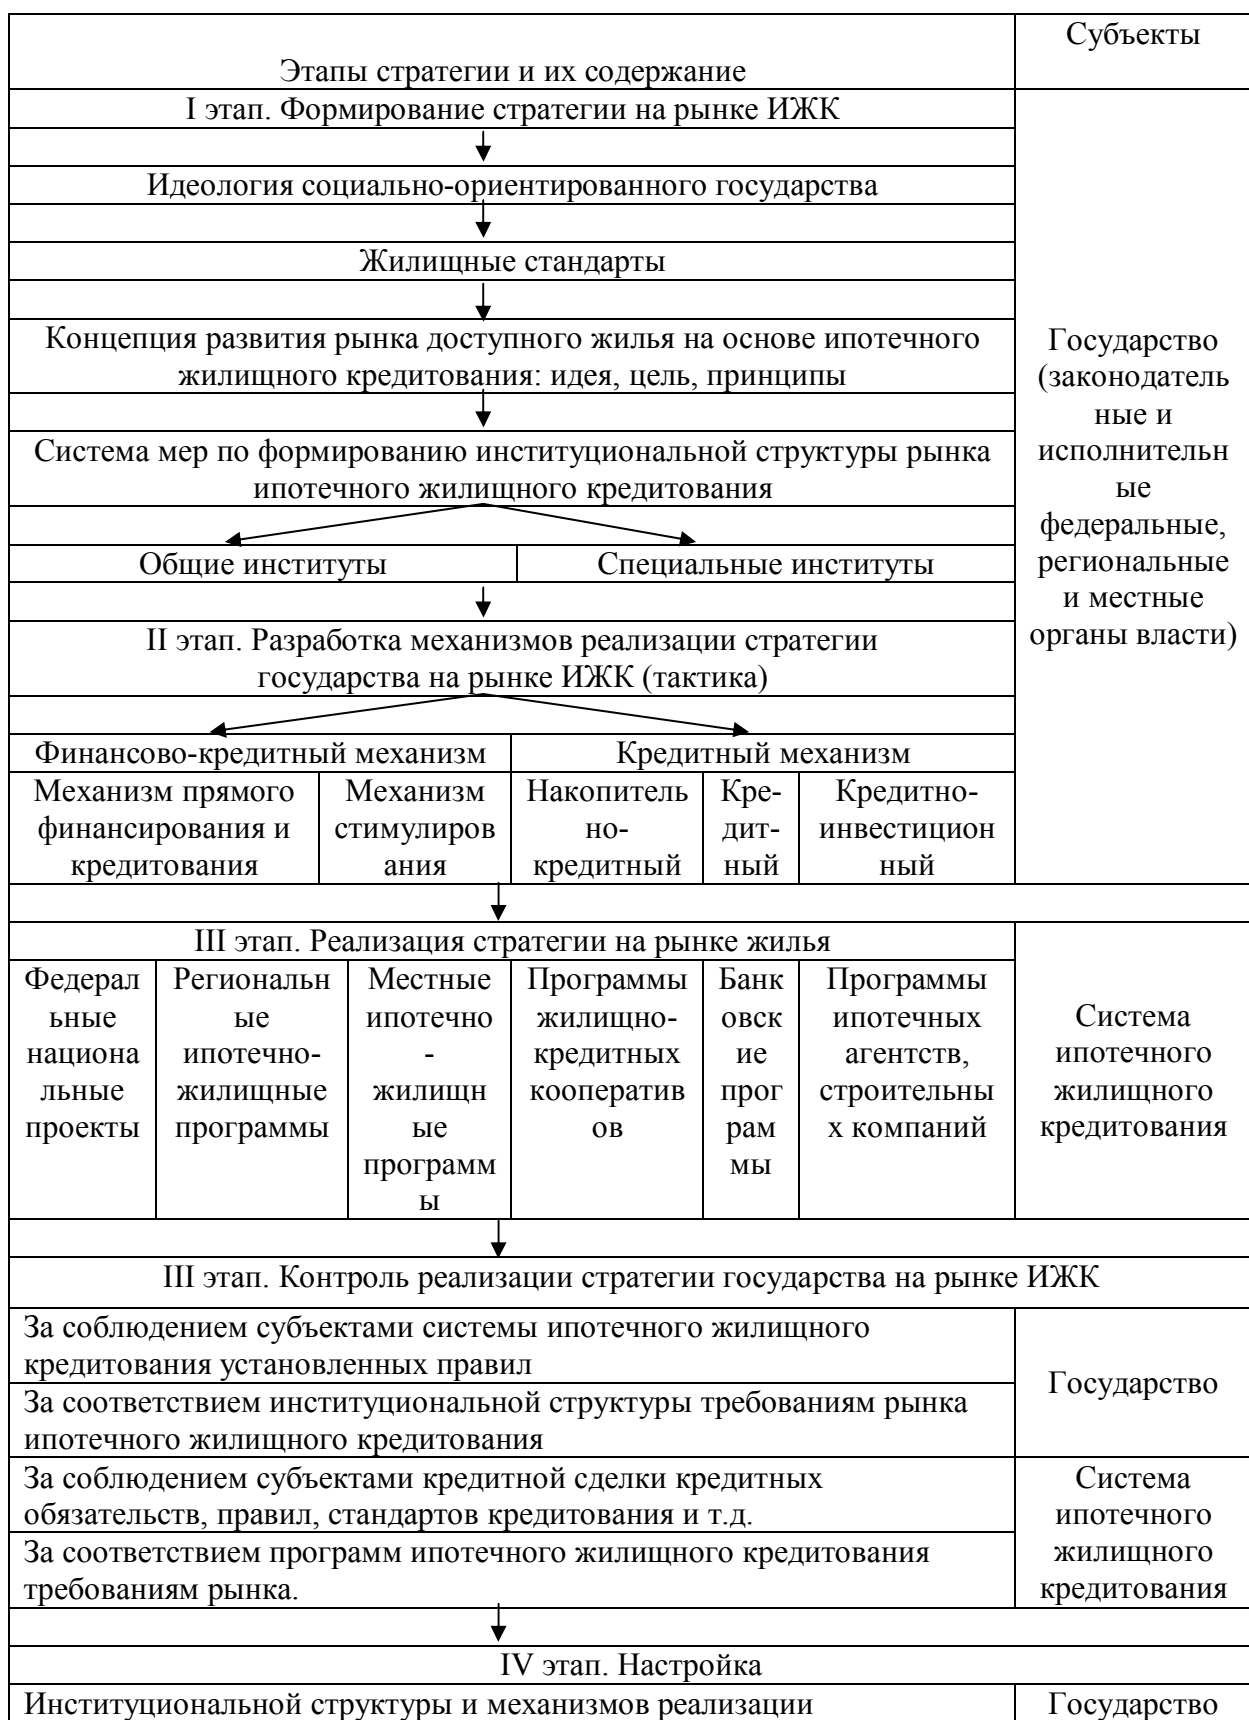 Субъекты
Этапы стратегии и их содержание
I этап. Формирование стратегии на рынке ИЖК
Идеология социально-ориентированного государства
Жилищные стандарты
Концепция развития рынка доступного жилья на основе ипотечного
жилищного кредитования: идея, цель, принципы
Система мер по формированию институциональной структуры рынка
ипотечного жилищного кредитования
Общие институты
Специальные институты
II этап. Разработка механизмов реализации стратегии
государства на рынке ИЖК (тактика)
Финансово-кредитный механизм
Кредитный механизм
Механизм прямого
финансирования и
кредитования
Механизм
стимулиров
ания
Накопитель
но-
кредитный
Кре-
дит-
ный
Кредитно-
инвестицион
ный
Государство
(законодатель
ные и
исполнительн
ые
федеральные,
региональные
и местные
органы власти)
III этап. Реализация стратегии на рынке жилья
Федерал
ьные
национа
льные
проекты
Региональн
ые
ипотечно-
жилищные
программы
Местные
ипотечно
-
жилищн
ые
программ
ы
Программы
жилищно-
кредитных
кооператив
ов
Банк
овск
ие
прог
рам
мы
Программы
ипотечных
агентств,
строительны
х компаний
Система
ипотечного
жилищного
кредитования
III этап. Контроль реализации стратегии государства на рынке ИЖК
За соблюдением субъектами системы ипотечного жилищного
кредитования установленных правил
За соответствием институциональной структуры требованиям рынка
ипотечного жилищного кредитования
Государство
За соблюдением субъектами кредитной сделки кредитных
обязательств, правил, стандартов кредитования и т.д.
За соответствием программ ипотечного жилищного кредитования
требованиям рынка.
Система
ипотечного
жилищного
кредитования
IV этап. Настройка
Институциональной структуры и механизмов реализации
Государство